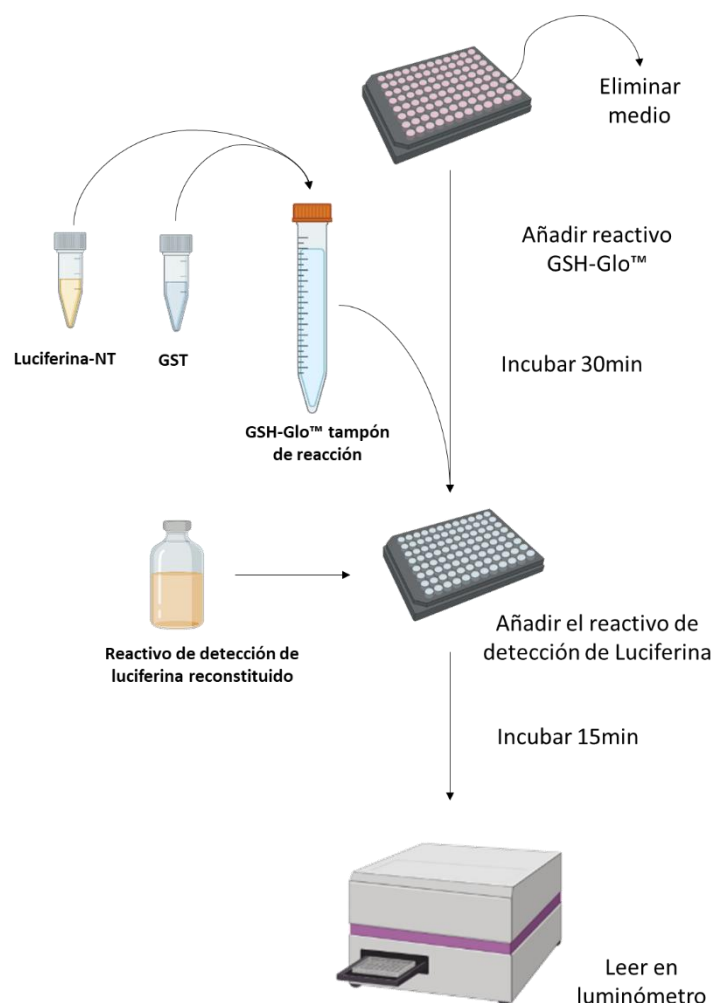 Eliminar
medio
Añadir reactivo
GSH-Glo™
Luciferina-NT
GST
Incubar 30min
GSH-Glo™ tampón
de reacción
Reactivo de detección de
luciferina reconstituido
Añadir el reactivo de
detección de Luciferina
Incubar 15min
Leer en
luminómetro